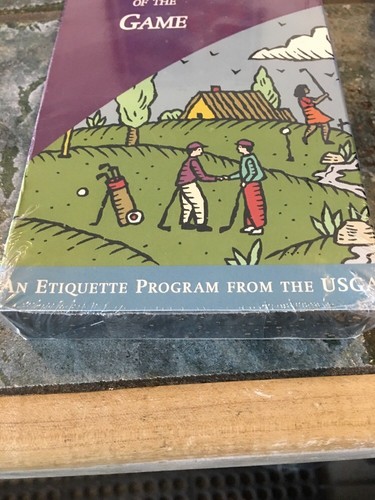 OF THE
GAME
AN ETIQUETTE PROGRAM FROM THE USGA